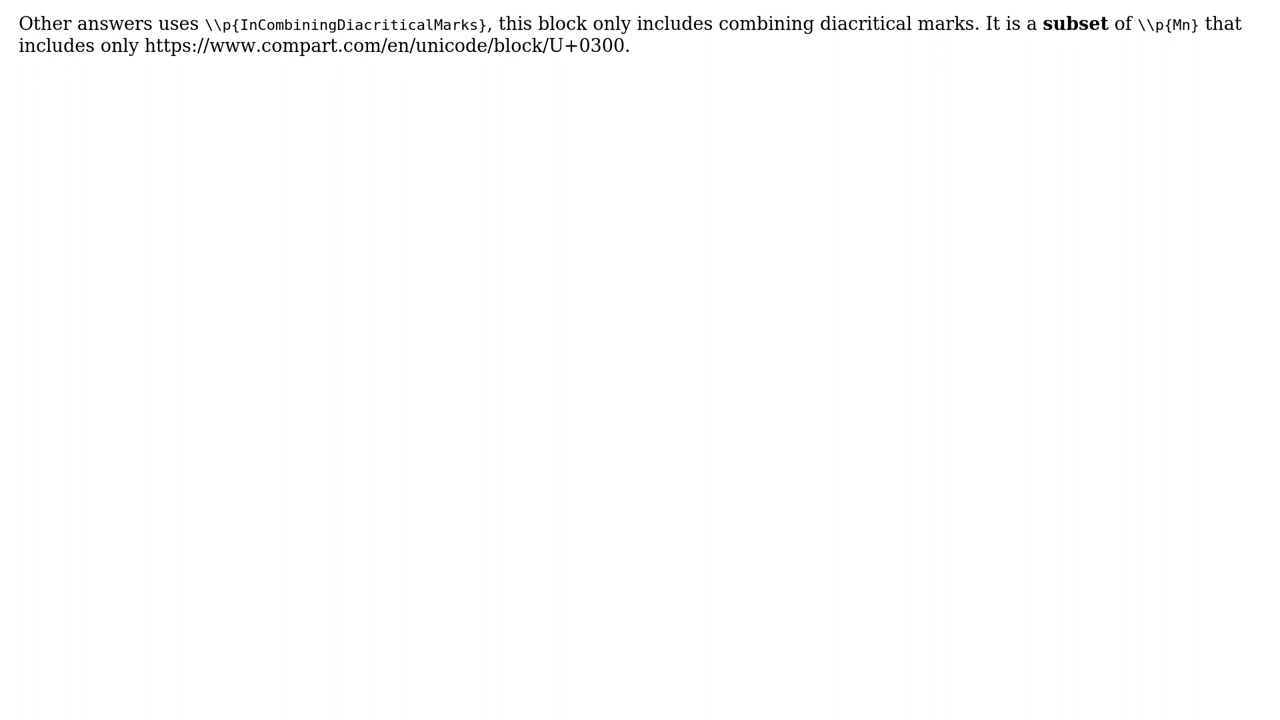 Other answers uses \\p{InCombiningDiacriticalMarks}, this block only includes combining diacritical marks. It is a subset of \\p{Mn} that
includes only https://www.compart.com/en/unicode/block/U+0300.